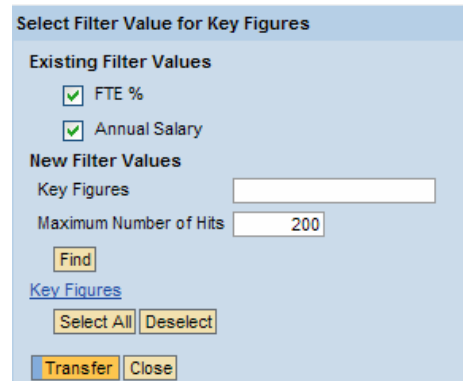 Select Filter Value for Key Figures
Existing Filter Values
FTE %
Annual Salary
New Filter Values
Key Figures
Maximum Number of Hits 200
Find
Key Figures
Select All Deselect
Transfer Close